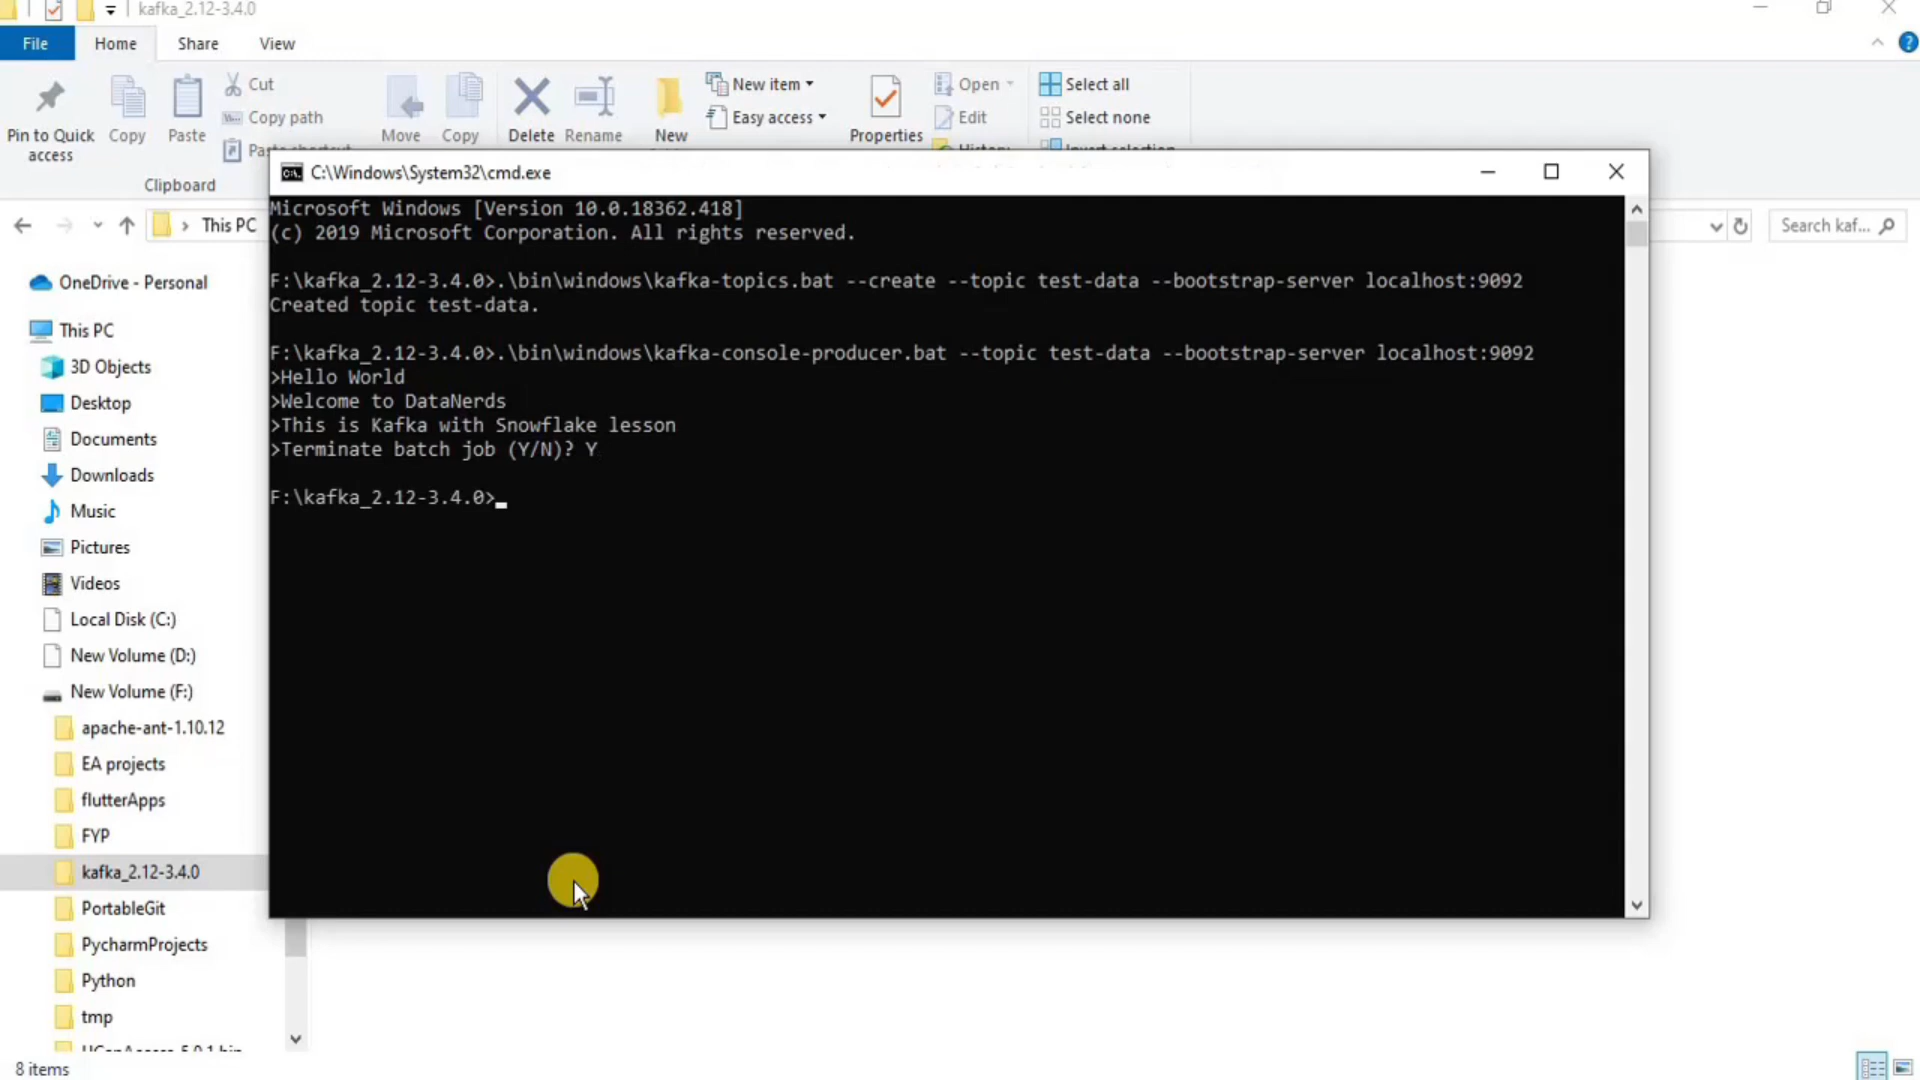 kafka_2.12-3.4.0
File Home Share View
Pin to Quick access
Copy
Paste
Cut
Copy path
Paste shortcut
Clipboard
Move
Copy
Delete
Rename
New
New item
Easy access
Properties
Open
Edit
History
Select all
Select none
Invert selection
This PC
Search kaf...
C:\Windows\System32\cmd.exe
Microsoft Windows [Version 10.0.18362.418]
(c) 2019 Microsoft Corporation. All rights reserved.
F:\kafka_2.12-3.4.0>.\bin\windows\kafka-topics.bat --create --topic test-data --bootstrap-server localhost:9092
Created topic test-data.
F:\kafka_2.12-3.4.0>.\bin\windows\kafka-console-producer.bat --topic test-data --bootstrap-server localhost:9092
>Hello World
>Welcome to DataNerds
>This is Kafka with Snowflake lesson
>Terminate batch job (Y/N)? Y
F:\kafka_2.12-3.4.0>
OneDrive - Personal
This PC
3D Objects
Desktop
Documents
Downloads
Music
Pictures
Videos
Local Disk (C:)
New Volume (D:)
New Volume (F:)
apache-ant-1.10.12
EA projects
flutterApps
FYP
kafka_2.12-3.4.0
PortableGit
PycharmProjects
Python
tmp
8 items